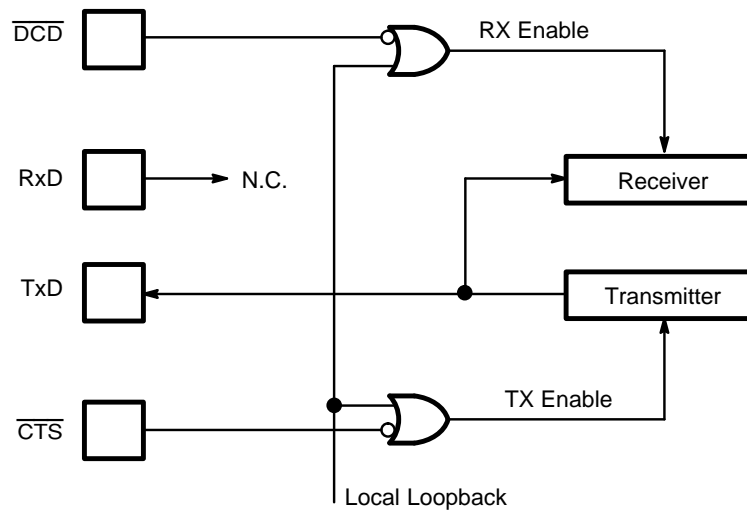 DCD
RX Enable
RxD
N.C.
Receiver
TxD
Transmitter
TX Enable
CTS
Local Loopback